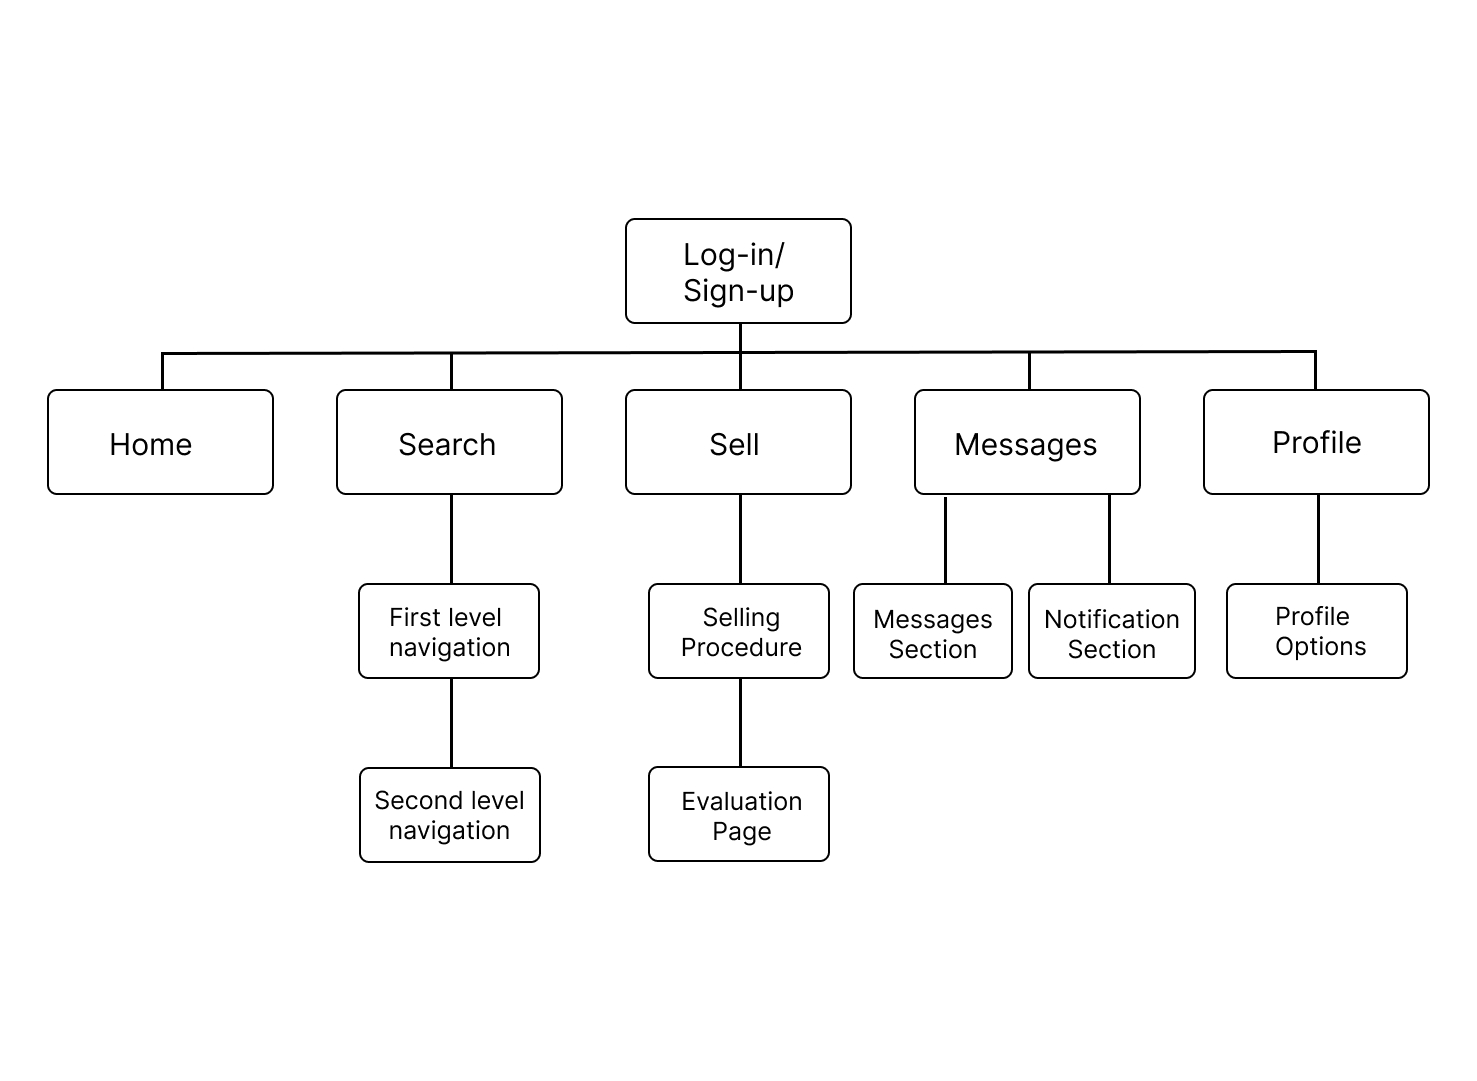 Log-in/
Sign-up
Home
Search
Sell
Messages
Profile
First level
navigation
Selling
Procedure
Messages
Section
Notification
Section
Profile
Options
Second level
navigation
Evaluation
Page